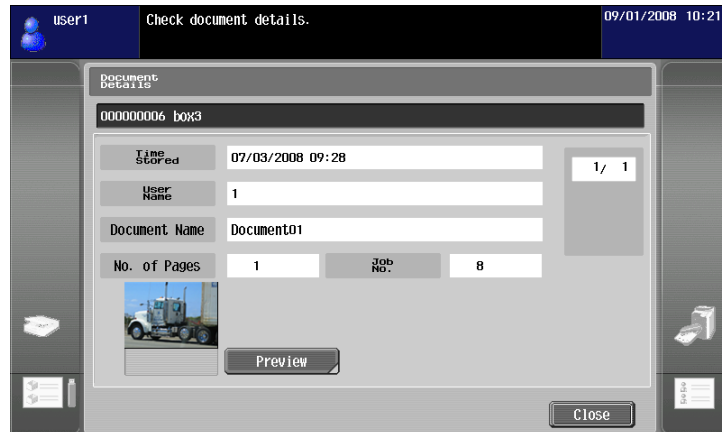 user1
Check document details.
09/01/2008 10:21
Document
Details
000000006 box3
Time
Stored
07/03/2008 09:28
1/ 1
User
Name
1
Document Name
Document01
No. of Pages
1
Job
No.
8
Preview
Close